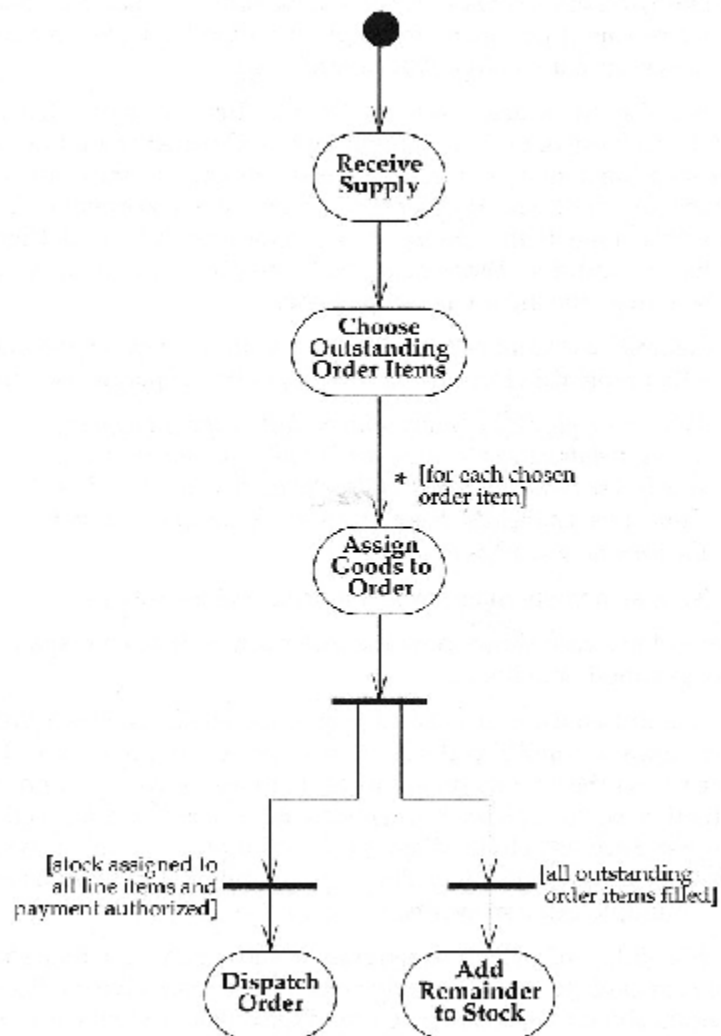 Receive
Supply
Choose
Outstanding
Order Items
* [for each chosen
order item]
Assign
Goods to
Order
[stock assigned to
all line items and
payment authorized]
[all outstanding
order items filled]
Dispatch
Order
Add
Remainder
to Stock